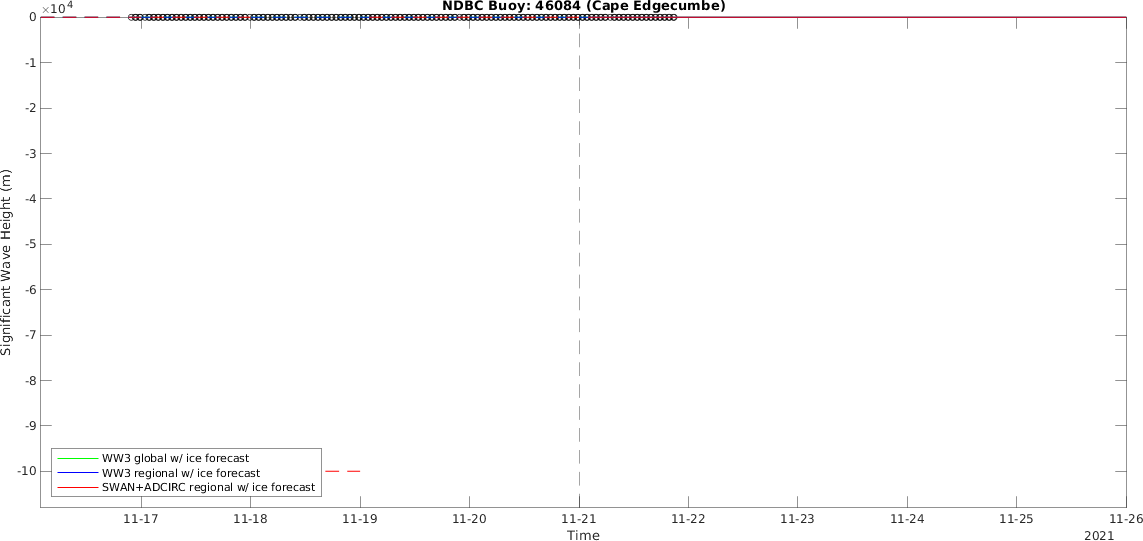 NDBC Buoy: 46084 (Cape Edgecumbe)
×10^4
0
-1
-2
-3
-4
-5
-6
-7
-8
-9
-10
Significant Wave Height (m)
WW3 global w/ ice forecast
WW3 regional w/ ice forecast
SWAN+ADCIRC regional w/ ice forecast
11-17 11-18 11-19 11-20 11-21 11-22 11-23 11-24 11-25 11-26
Time
2021